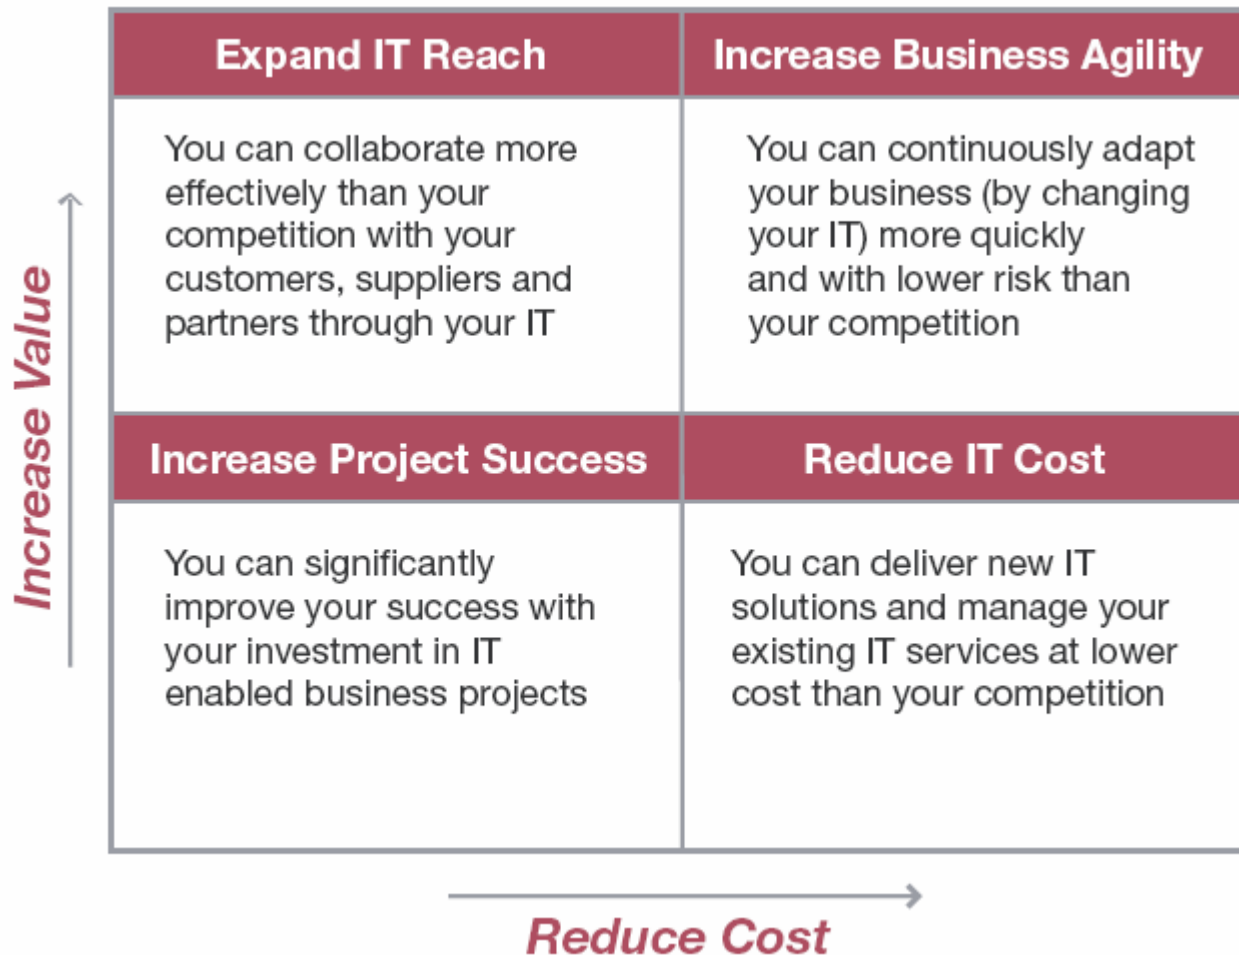 Expand IT Reach
Increase Business Agility
You can collaborate more
effectively than your
competition with your
customers, suppliers and
partners through your IT
You can continuously adapt
your business (by changing
your IT) more quickly
and with lower risk than
your competition
Increase Project Success
Reduce IT Cost
You can significantly
improve your success with
your investment in IT
enabled business projects
You can deliver new IT
solutions and manage your
existing IT services at lower
cost than your competition
Increase Value
Reduce Cost